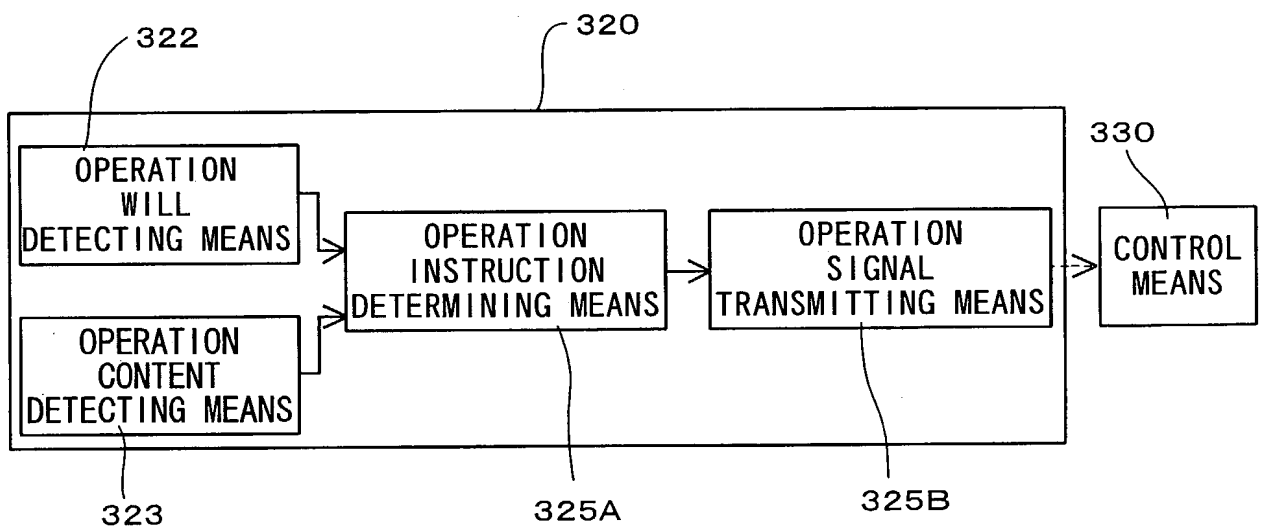 322
320
330
OPERATION
WILL
DETECTING MEANS
OPERATION
INSTRUCTION
DETERMINING MEANS
OPERATION
SIGNAL
TRANSMITTING MEANS
CONTROL
MEANS
OPERATION
CONTENT
DETECTING MEANS
323
325A
325B